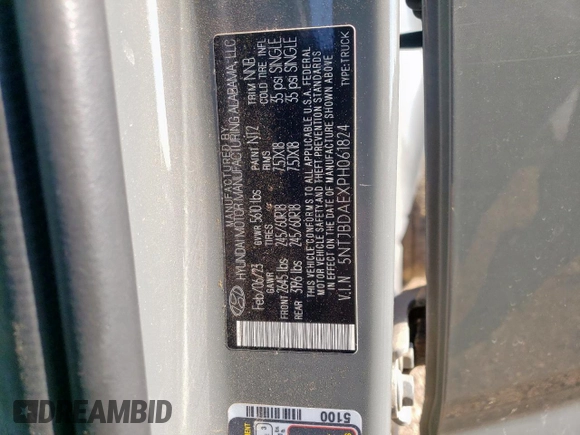 MANUFACTURED BY
HYUNDAI MOTOR MANUFACTURING ALABAMA, LLC
Feb/06/23 GVWR 5610 lbs PAINT N1Z TRIM NNB
GAWR TIRES RIMS COLD TIRE INFL
FRONT 2645 lbs 245/60R18 7.5JX18 35 psi SINGLE
REAR 3196 lbs 245/60R18 7.5JX18 35 psi SINGLE
THIS VEHICLE CONFORMS TO ALL APPLICABLE U.S.A. FEDERAL
MOTOR VEHICLE SAFETY AND THEFT PREVENTION STANDARDS
IN EFFECT ON THE DATE OF MANUFACTURE SHOWN ABOVE
V.I.N. 5NTJBDAEXPH061824 TYPE:TRUCK
5100
DREAMBID